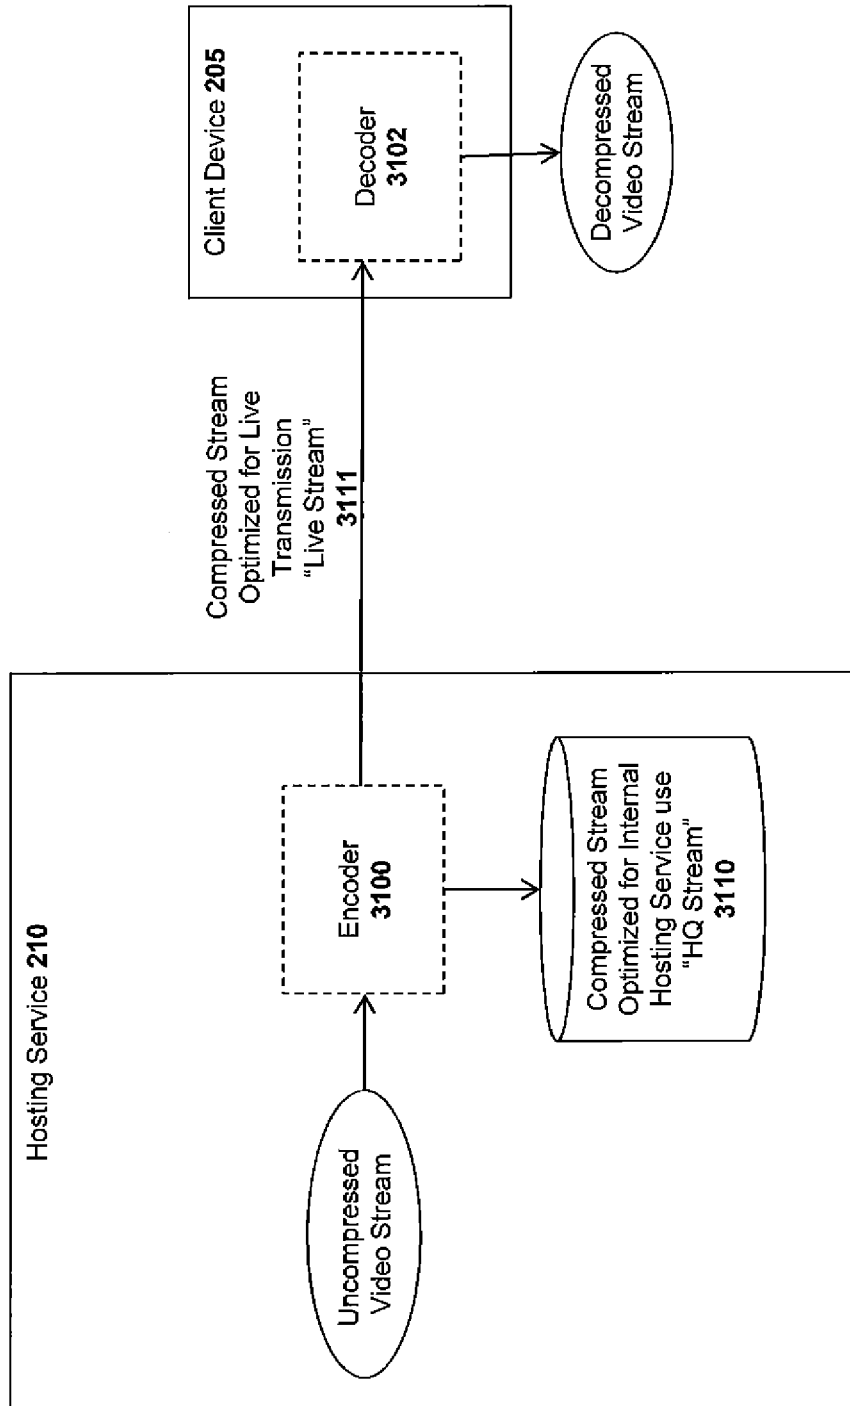 Hosting Service 210
Uncompressed
Video Stream
Encoder
3100
Compressed Stream
Optimized for Internal
Hosting Service use
"HQ Stream"
3110
Compressed Stream
Optimized for Live
Transmission
"Live Stream"
3111
Client Device 205
Decoder
3102
Decompressed
Video Stream